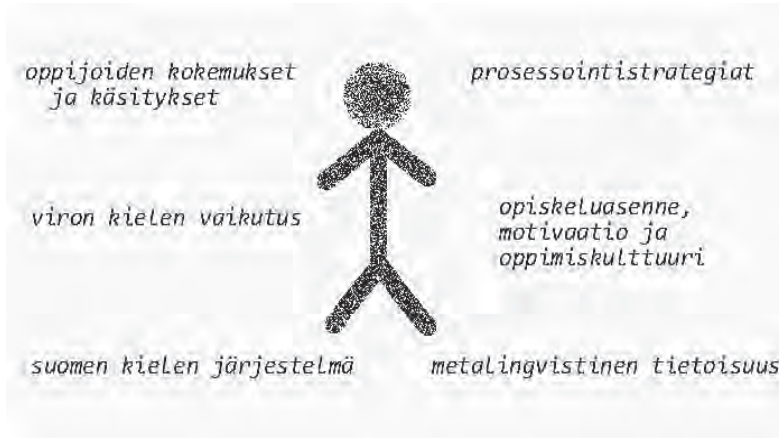 oppijoiden kokemukset
ja käsitykset
prosessointistrategiat
viron kielen vaikutus
opiskeluasenne,
motivaatio ja
oppimiskulttuuri
suomen kielen järjestelmä
metalingvistinen tietoisuus